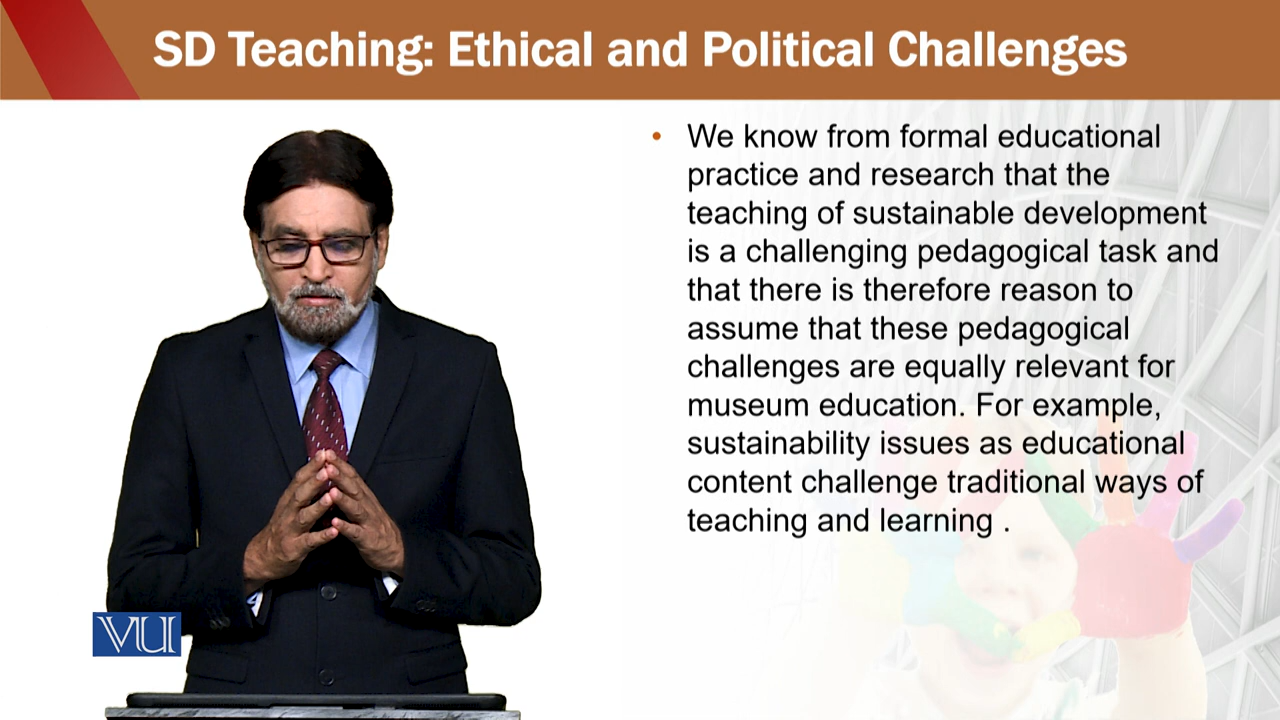 SD Teaching: Ethical and Political Challenges
• We know from formal educational
practice and research that the
teaching of sustainable development
is a challenging pedagogical task and
that there is therefore reason to
assume that these pedagogical
challenges are equally relevant for
museum education. For example,
sustainability issues as educational
content challenge traditional ways of
teaching and learning .
VU